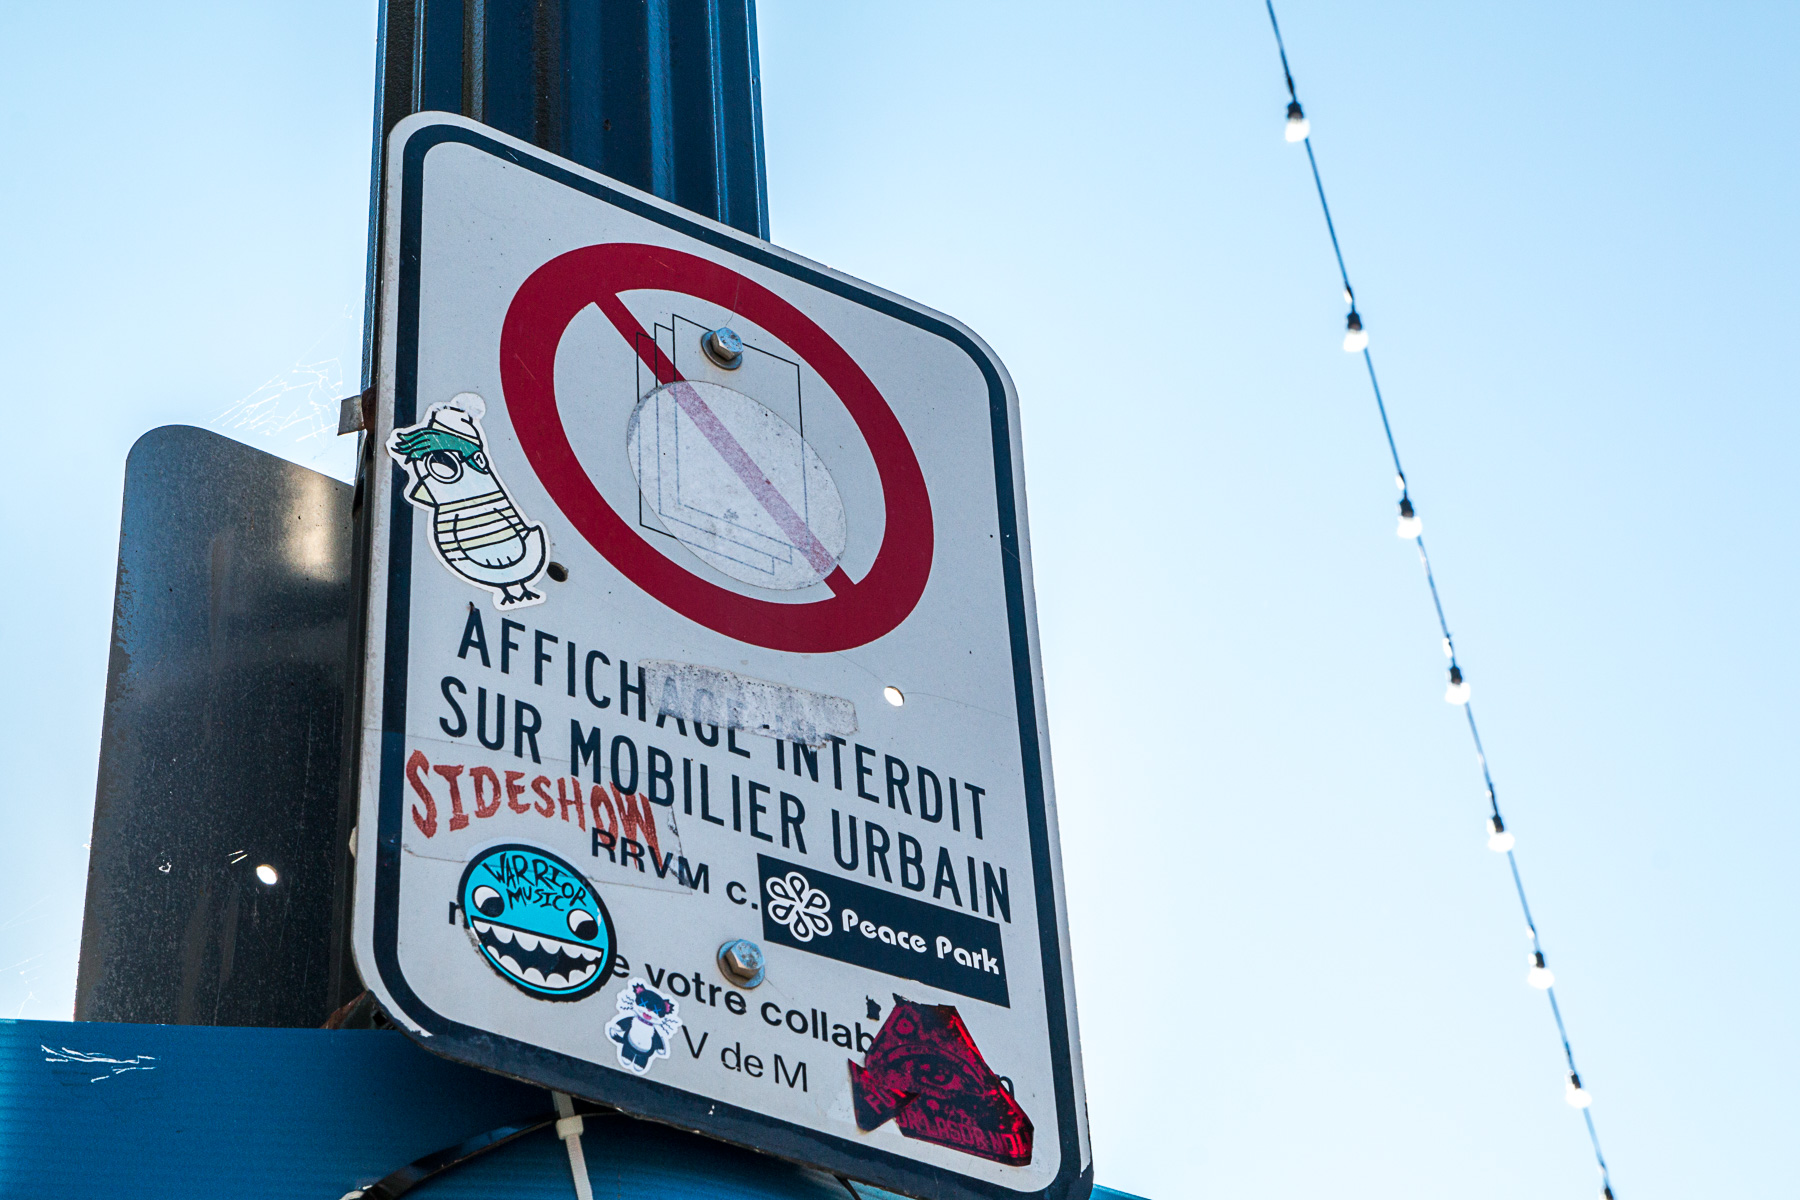 AFFICHAGE INTERDIT
SUR MOBILIER URBAIN
SIDESHOW
RRVM c.
WARRIOR
MUSIC
Peace Park
votre collab
V de M